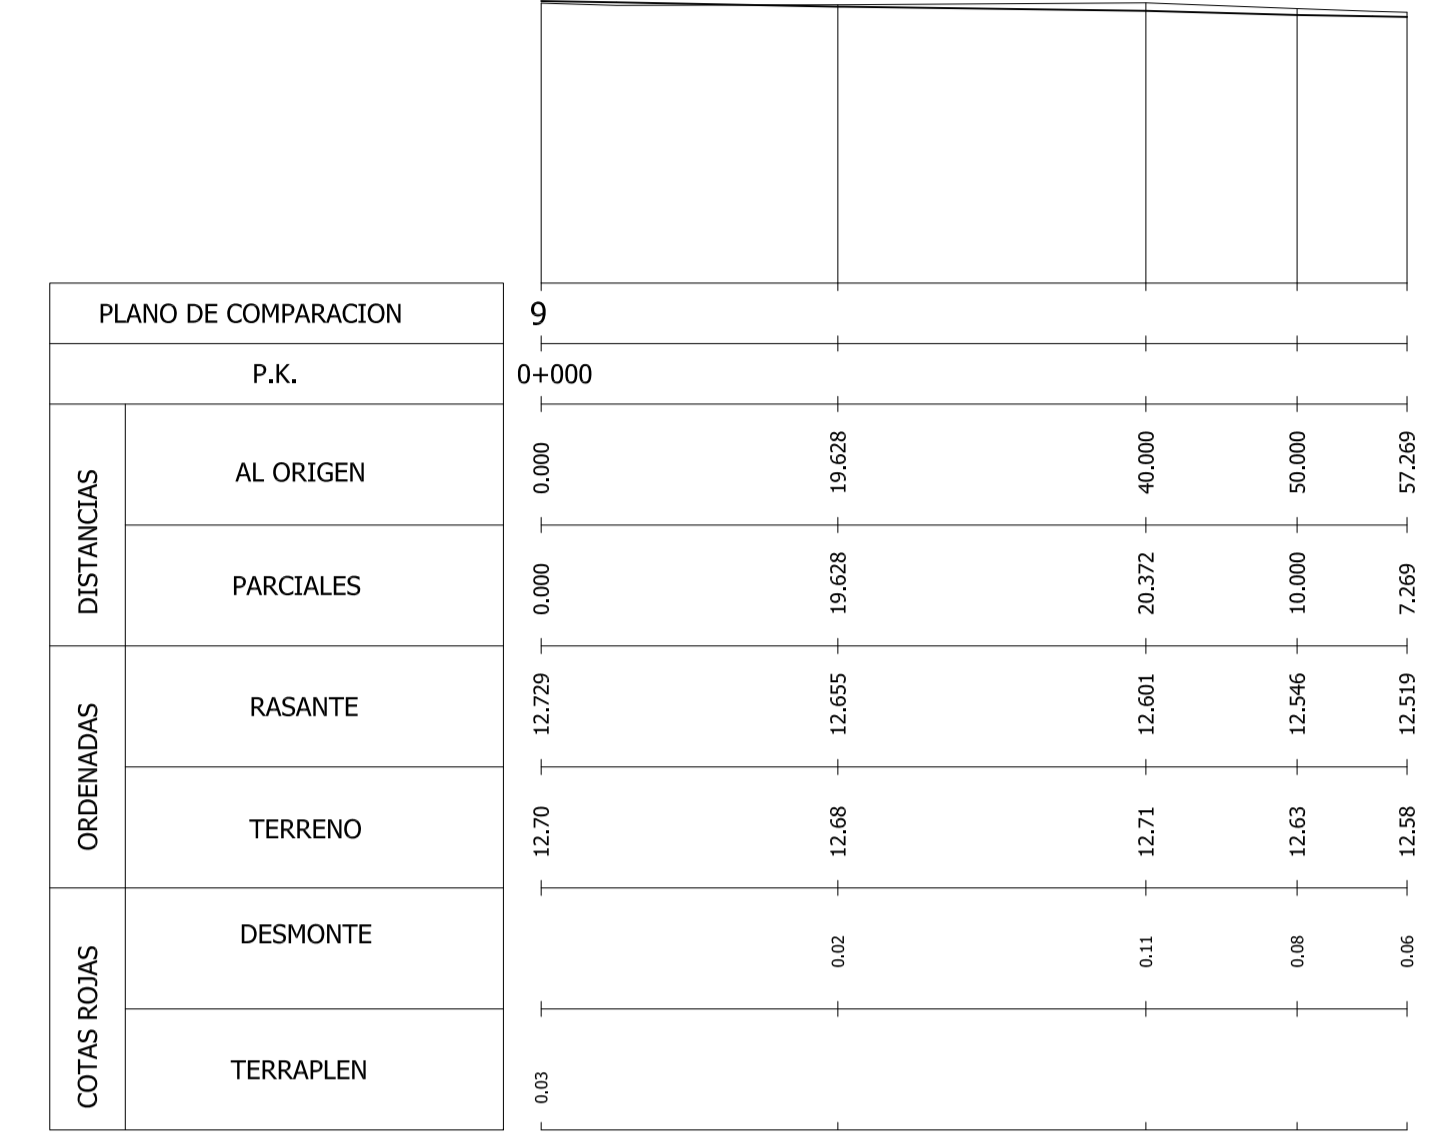 PLANO DE COMPARACION 9
P.K. 0+000
DISTANCIAS
AL ORIGEN 0.000 19.628 40.000 50.000 57.269
PARCIALES 0.000 19.628 20.372 10.000 7.269
ORDENADAS
RASANTE 12.729 12.655 12.601 12.546 12.519
TERRENO 12.70 12.68 12.71 12.63 12.58
COTAS ROJAS
DESMONTE 0.02 0.11 0.08 0.06
TERRAPLEN 0.03